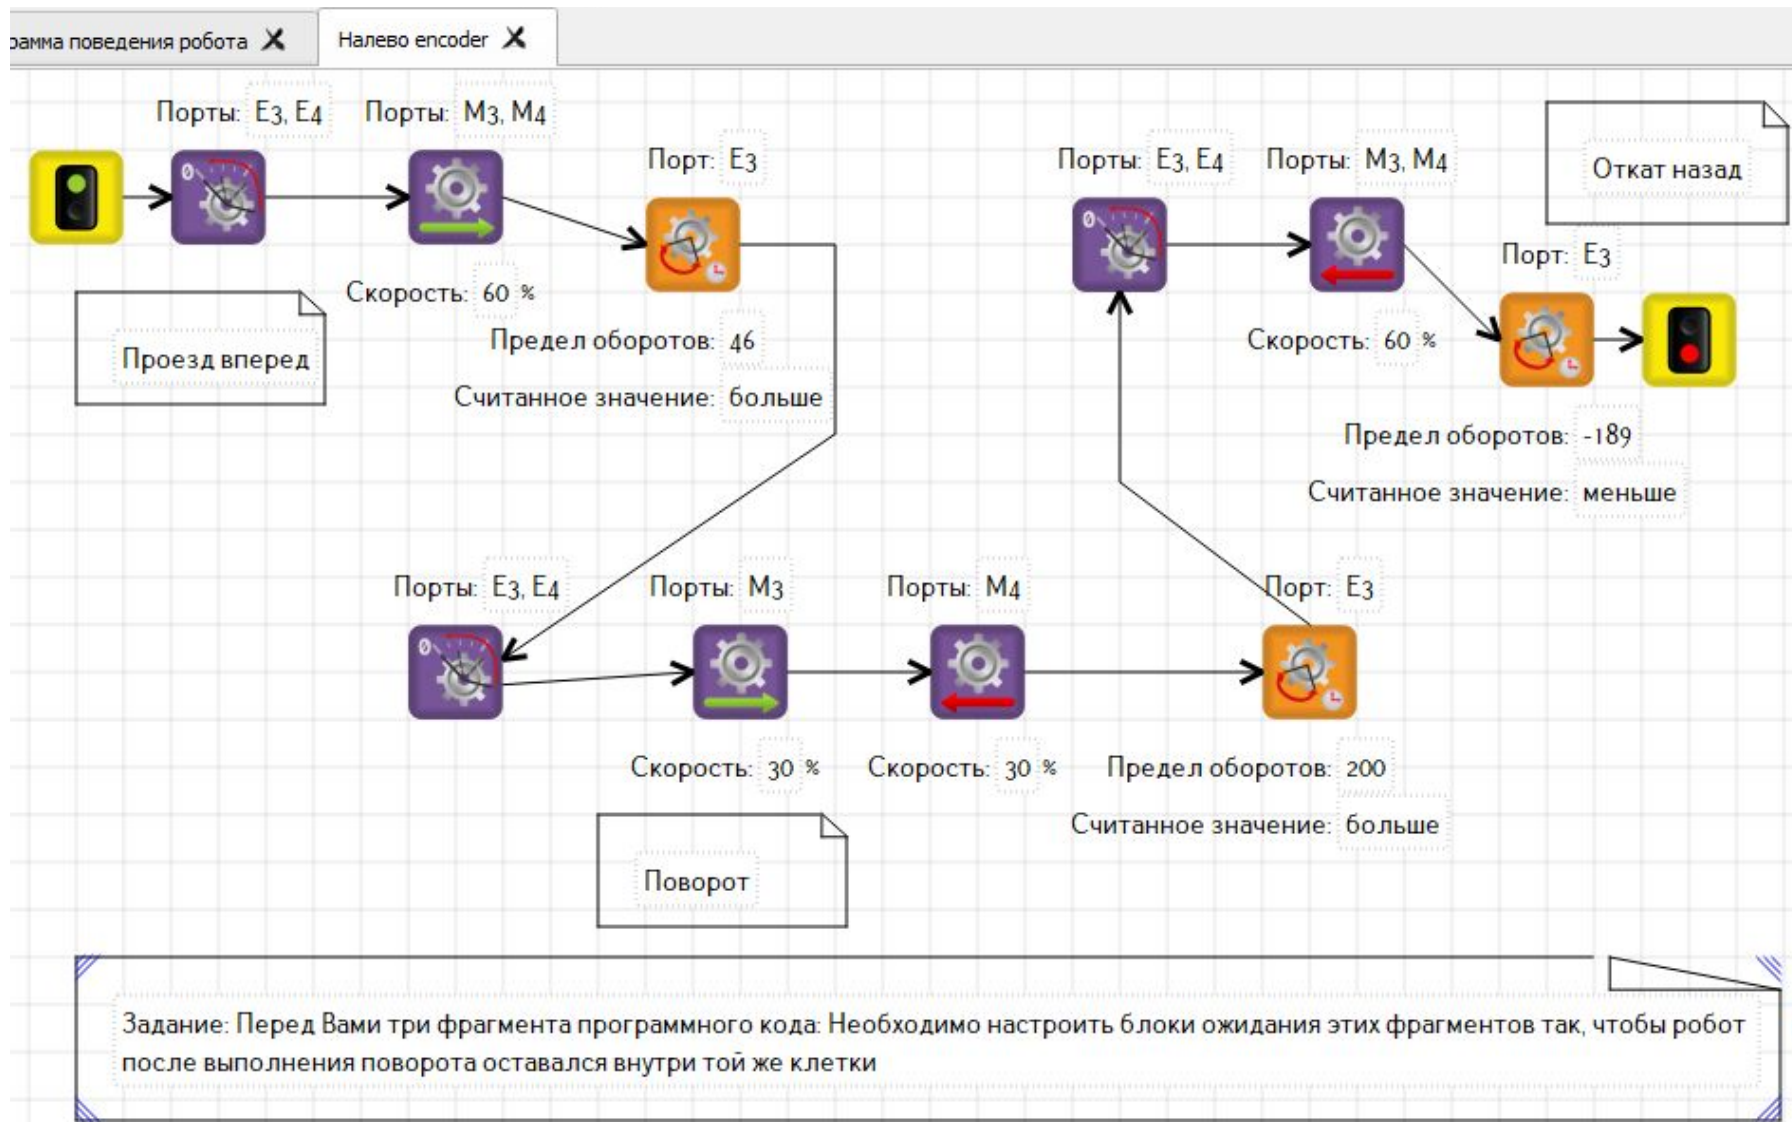 рамма поведения робота
Налево encoder
Порты: E3, E4
Порты: M3, M4
Порт: E3
0
Скорость: 60 %
Предел оборотов: 46
Считанное значение: больше
Проезд вперед
Порты: E3, E4
Порты: M3, M4
Откат назад
0
Порт: E3
Скорость: 60 %
Предел оборотов: -189
Считанное значение: меньше
Порты: E3, E4
Порты: M3
Порты: M4
Порт: E3
0
Скорость: 30 %
Скорость: 30 %
Предел оборотов: 200
Считанное значение: больше
Поворот
Задание: Перед Вами три фрагмента программного кода: Необходимо настроить блоки ожидания этих фрагментов так, чтобы робот
после выполнения поворота оставался внутри той же клетки